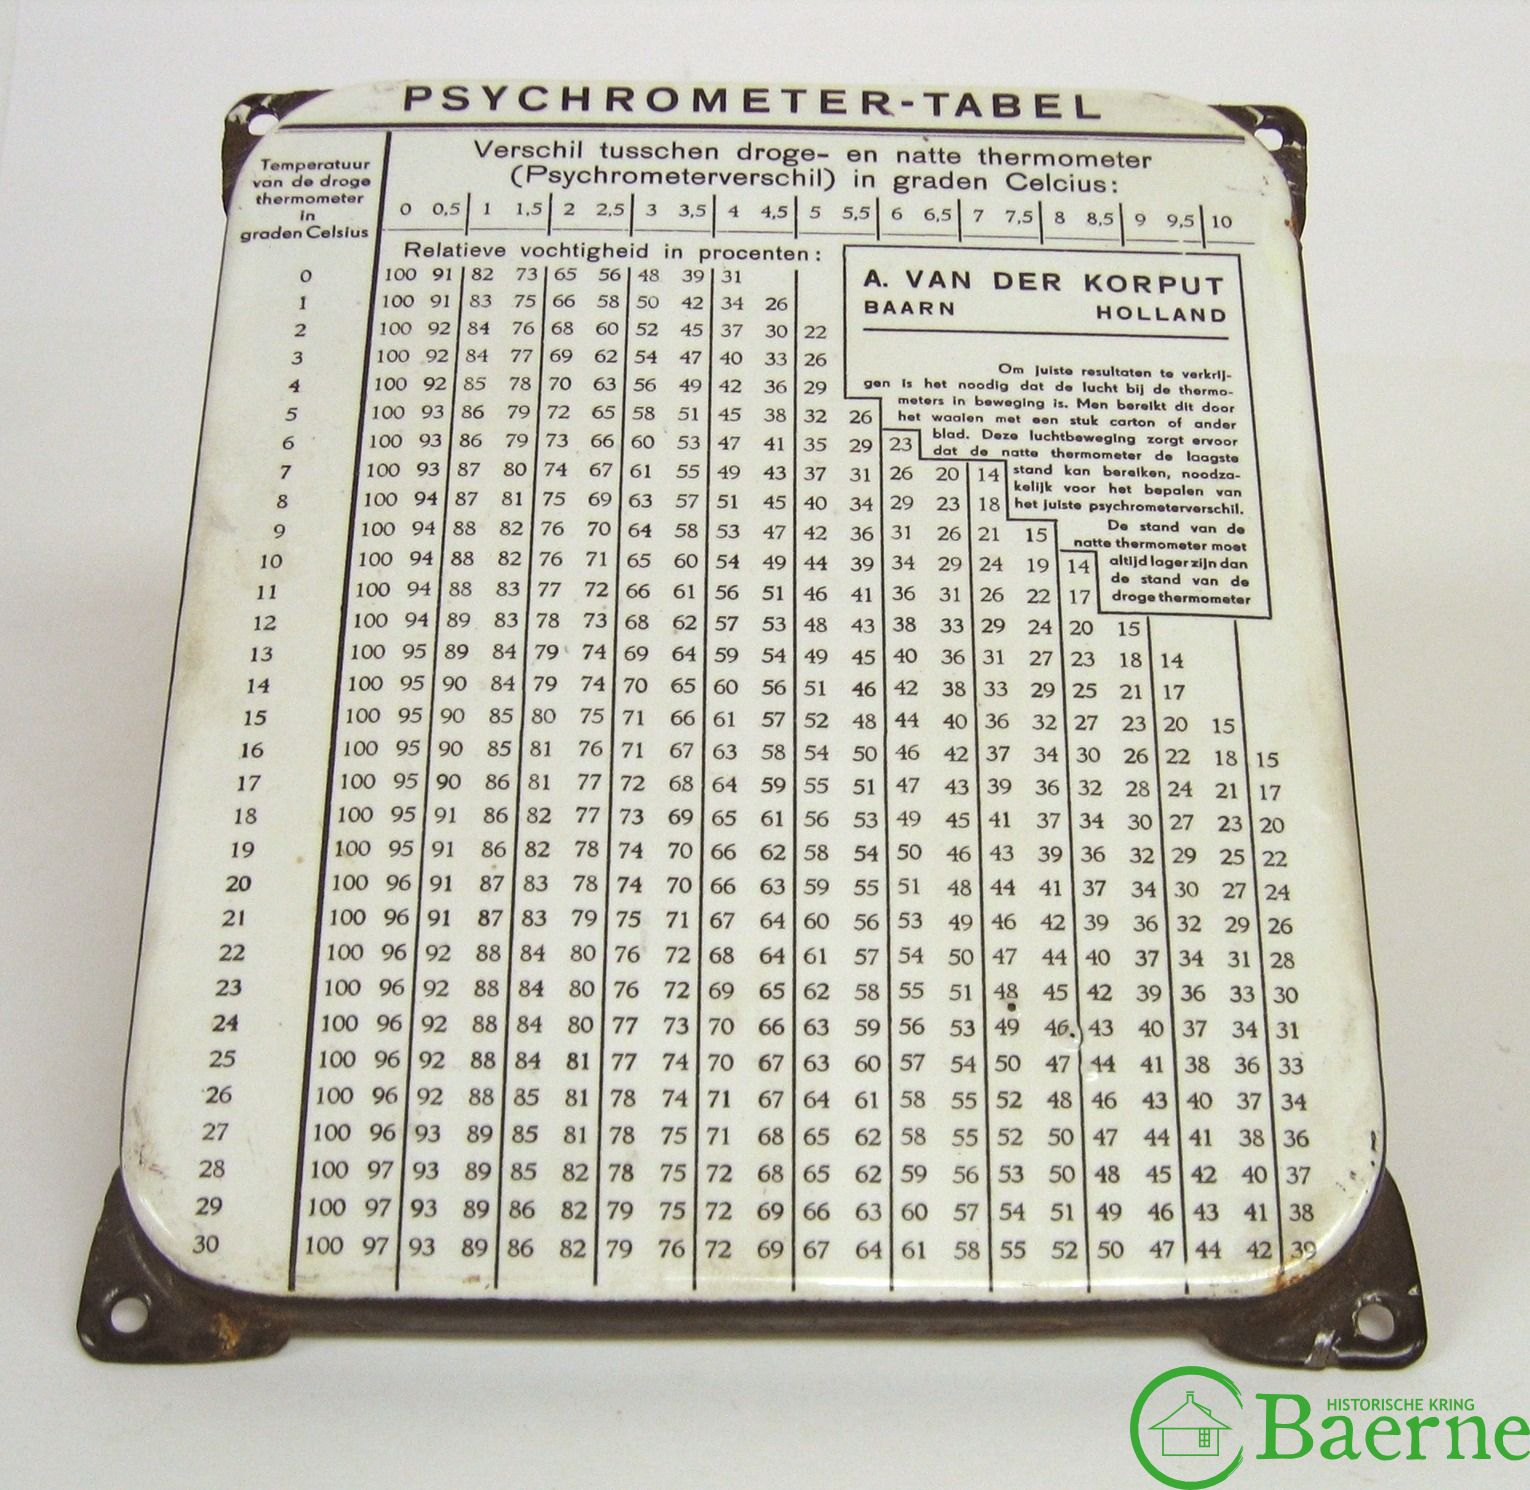 PSYCHROMETER-TABEL
Temperatuur
van de droge
thermometer
in
graden Celsius
Verschil tusschen droge- en natte thermometer
(Psychrometerverschil) in graden Celcius:
0 0,5 1 1,5 2 2,5 3 3,5 4 4,5 5 5,5 6 6,5 7 7,5 8 8,5 9 9,5 10
Relatieve vochtigheid in procenten:
A. VAN DER KORPUT
BAARN HOLLAND
Om juiste resultaten te verkrij-
gen is het noodig dat de lucht bij de thermo-
meters in beweging is. Men bereikt dit door
het waaien met een stuk carton of ander
blad. Deze luchtbeweging zorgt ervoor
dat de natte thermometer de laagste
stand kan bereiken, noodza-
kelijk voor het bepalen van
het juiste psychrometerverschil.
De stand van de
natte thermometer moet
altijd lager zijn dan
de stand van de
droge thermometer
0 100 91 82 73 65 56 48 39 31
1 100 91 83 75 66 58 50 42 34 26
2 100 92 84 76 68 60 52 45 37 30 22
3 100 92 84 77 69 62 54 47 40 33 26
4 100 92 85 78 70 63 56 49 42 36 29
5 100 93 86 79 72 65 58 51 45 38 32 26
6 100 93 86 79 73 66 60 53 47 41 35 29 23
7 100 93 87 80 74 67 61 55 49 43 37 31 26 20 14
8 100 94 87 81 75 69 63 57 51 45 40 34 29 23 18
9 100 94 88 82 76 70 64 58 53 47 42 36 31 26 21 15
10 100 94 88 82 76 71 65 60 54 49 44 39 34 29 24 19 14
11 100 94 88 83 77 72 66 61 56 51 46 41 36 31 26 22 17
12 100 94 89 83 78 73 68 62 57 53 48 43 38 33 29 24 20 15
13 100 95 89 84 79 74 69 64 59 54 49 45 40 36 31 27 23 18 14
14 100 95 90 84 79 74 70 65 60 56 51 46 42 38 33 29 25 21 17
15 100 95 90 85 80 75 71 66 61 57 52 48 44 40 36 32 27 23 20 15
16 100 95 90 85 81 76 71 67 63 58 54 50 46 42 37 34 30 26 22 18 15
17 100 95 90 86 81 77 72 68 64 59 55 51 47 43 39 36 32 28 24 21 17
18 100 95 91 86 82 77 73 69 65 61 56 53 49 45 41 37 34 30 27 23 20
19 100 95 91 86 82 78 74 70 66 62 58 54 50 46 43 39 36 32 29 25 22
20 100 96 91 87 83 78 74 70 66 63 59 55 51 48 44 41 37 34 30 27 24
21 100 96 91 87 83 79 75 71 67 64 60 56 53 49 46 42 39 36 32 29 26
22 100 96 92 88 84 80 76 72 68 64 61 57 54 50 47 44 40 37 34 31 28
23 100 96 92 88 84 80 76 72 69 65 62 58 55 51 48 45 42 39 36 33 30
24 100 96 92 88 84 80 77 73 70 66 63 59 56 53 49 46 43 40 37 34 31
25 100 96 92 88 84 81 77 74 70 67 63 60 57 54 50 47 44 41 38 36 33
26 100 96 92 88 85 81 78 74 71 67 64 61 58 55 52 48 46 43 40 37 34
27 100 96 93 89 85 81 78 75 71 68 65 62 58 55 52 50 47 44 41 38 36
28 100 97 93 89 85 82 78 75 72 68 65 62 59 56 53 50 48 45 42 40 37
29 100 97 93 89 86 82 79 75 72 69 66 63 60 57 54 51 49 46 43 41 38
30 100 97 93 89 86 82 79 76 72 69 67 64 61 58 55 52 50 47 44 42 39
HISTORISCHE KRING
Baerne